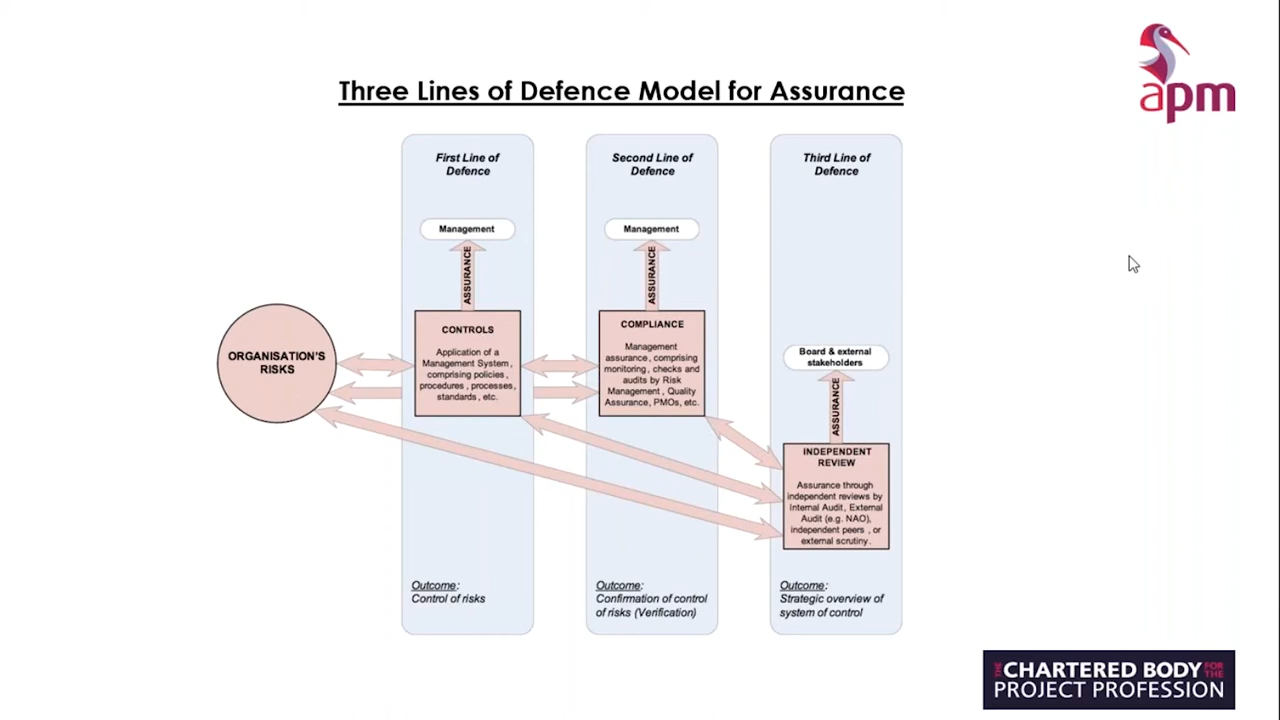 apm
Three Lines of Defence Model for Assurance
First Line of
Defence
Management
ASSURANCE
CONTROLS
Application of a
Management System,
comprising policies,
procedures, processes,
standards, etc.
Outcome:
Control of risks
Second Line of
Defence
Management
ASSURANCE
COMPLIANCE
Management
assurance, comprising
monitoring, checks and
audits by Risk
Management, Quality
Assurance, PMOs, etc.
Outcome:
Confirmation of control
of risks (Verification)
Third Line of
Defence
Board & external
stakeholders
ASSURANCE
INDEPENDENT
REVIEW
Assurance through
independent reviews by
Internal Audit, External
Audit (e.g. NAO),
independent peers, or
external scrutiny.
Outcome:
Strategic overview of
system of control
ORGANISATION'S
RISKS
THE CHARTERED BODY FOR THE
PROJECT PROFESSION